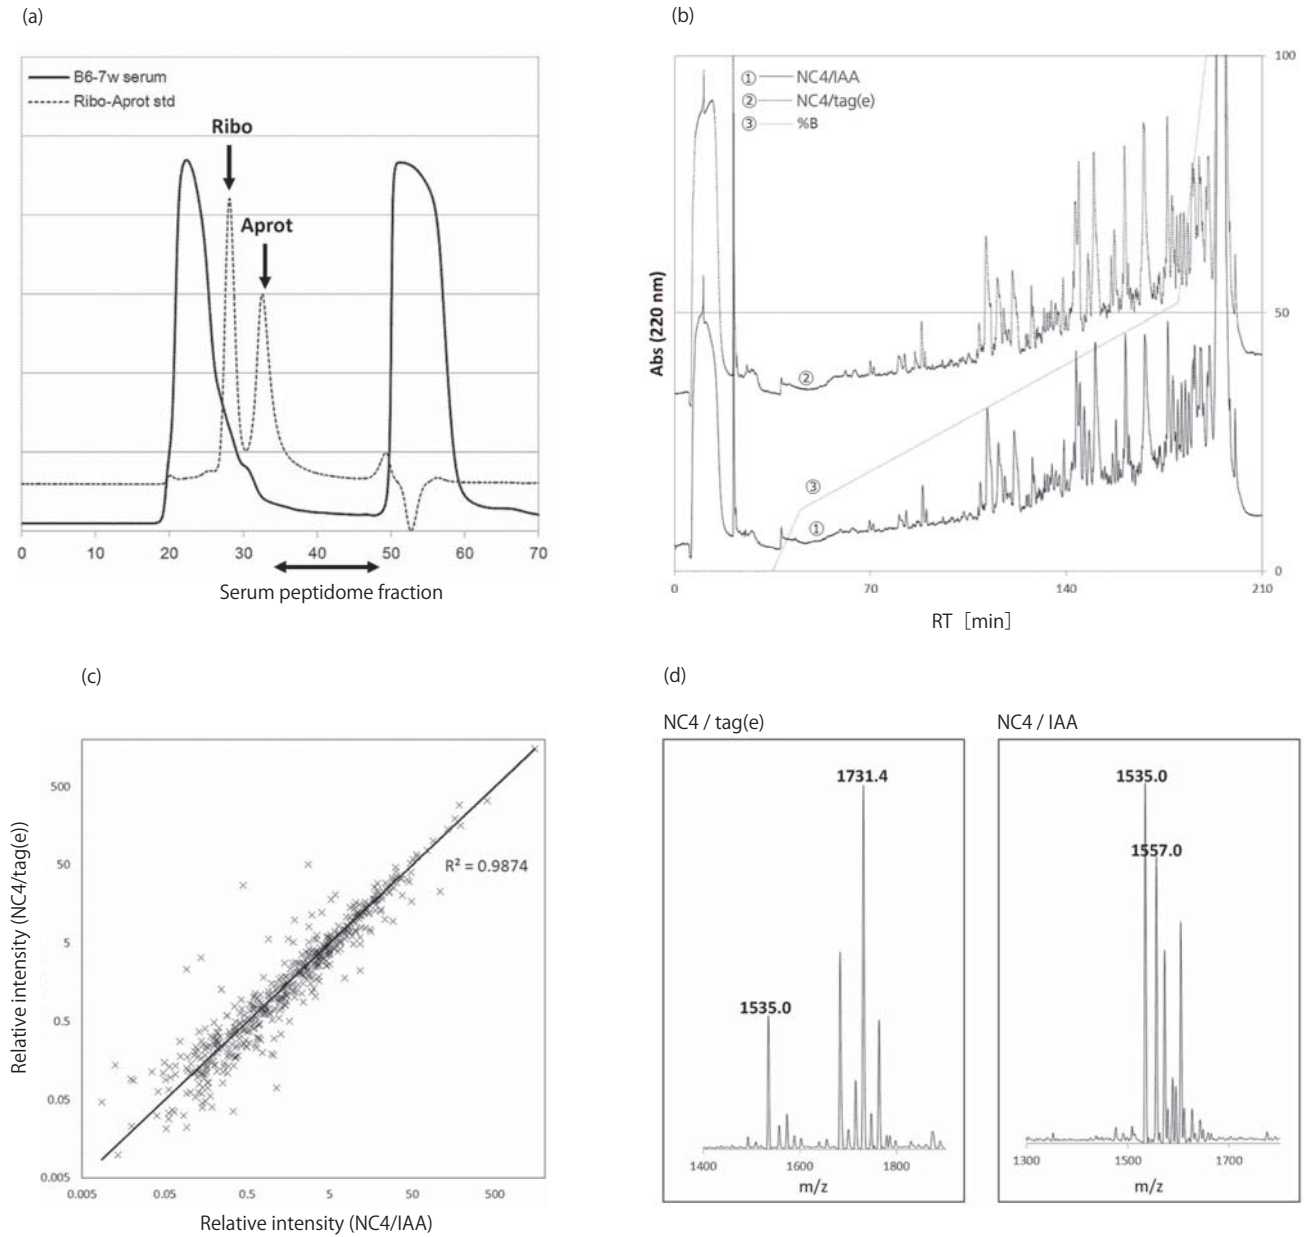 (a)
B6-7w serum
Ribo-Aprot std
Ribo
Aprot
0 10 20 30 40 50 60 70
Serum peptidome fraction
(b)
① NC4/IAA
② NC4/tag(e)
③ %B
100
50
0
Abs (220 nm)
②
③
①
0 70 140 210
RT [min]
(c)
Relative intensity (NC4/tag(e))
500
50
5
0.5
0.05
0.005
R² = 0.9874
0.005 0.05 0.5 5 50 500
Relative intensity (NC4/IAA)
(d)
NC4 / tag(e)
1731.4
1535.0
1400 1600 1800
m/z
NC4 / IAA
1535.0
1557.0
1300 1500 1700
m/z